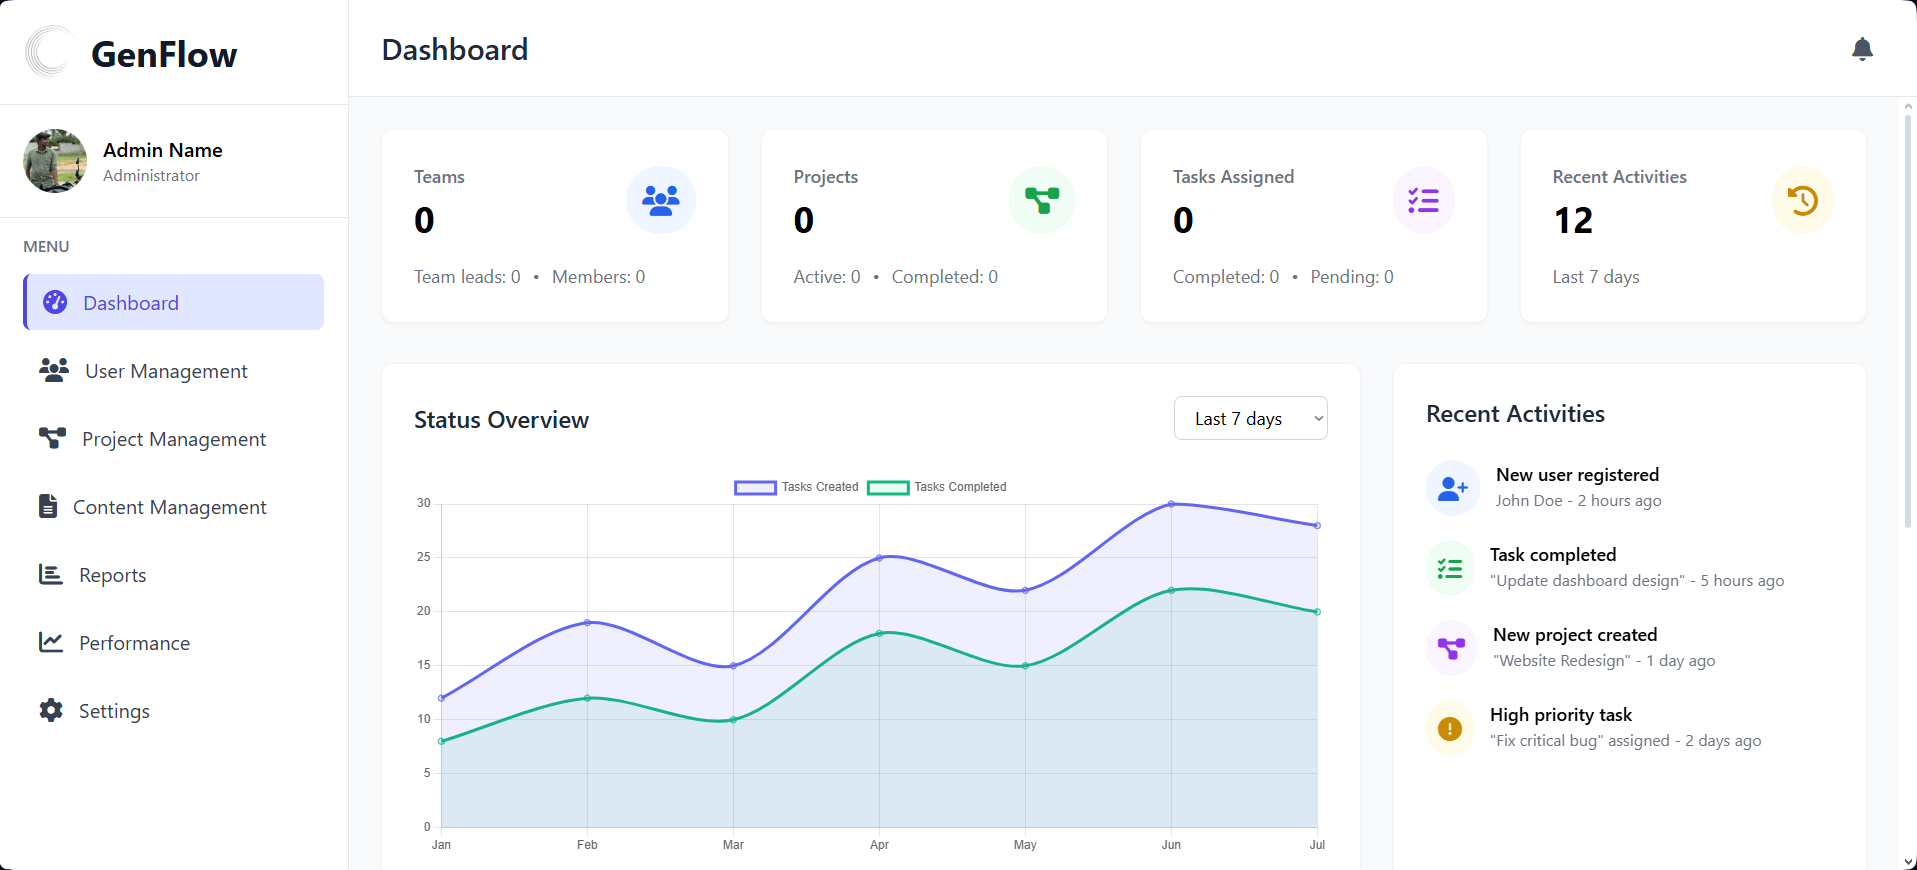 GenFlow
Dashboard
Admin Name
Administrator
MENU
Dashboard
User Management
Project Management
Content Management
Reports
Performance
Settings
Teams
0
Team leads: 0 • Members: 0
Projects
0
Active: 0 • Completed: 0
Tasks Assigned
0
Completed: 0 • Pending: 0
Recent Activities
12
Last 7 days
Status Overview
Last 7 days
Tasks Created Tasks Completed
30
25
20
15
10
5
0
Jan Feb Mar Apr May Jun Jul
Recent Activities
New user registered
John Doe - 2 hours ago
Task completed
"Update dashboard design" - 5 hours ago
New project created
"Website Redesign" - 1 day ago
High priority task
"Fix critical bug" assigned - 2 days ago